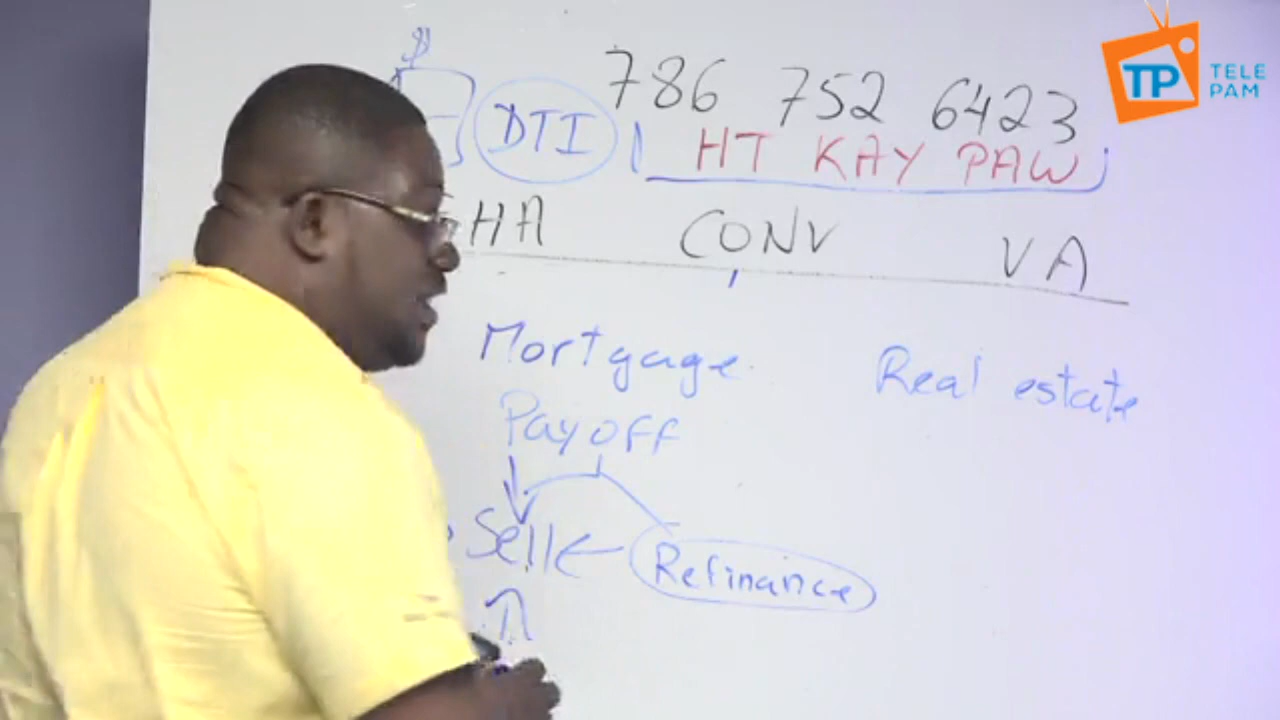 $
786 752 6423
TP TELE PAM
DTI
HT KAY PAW
HA CONV VA
Mortgage Real estate
Payoff
Sell Refinance